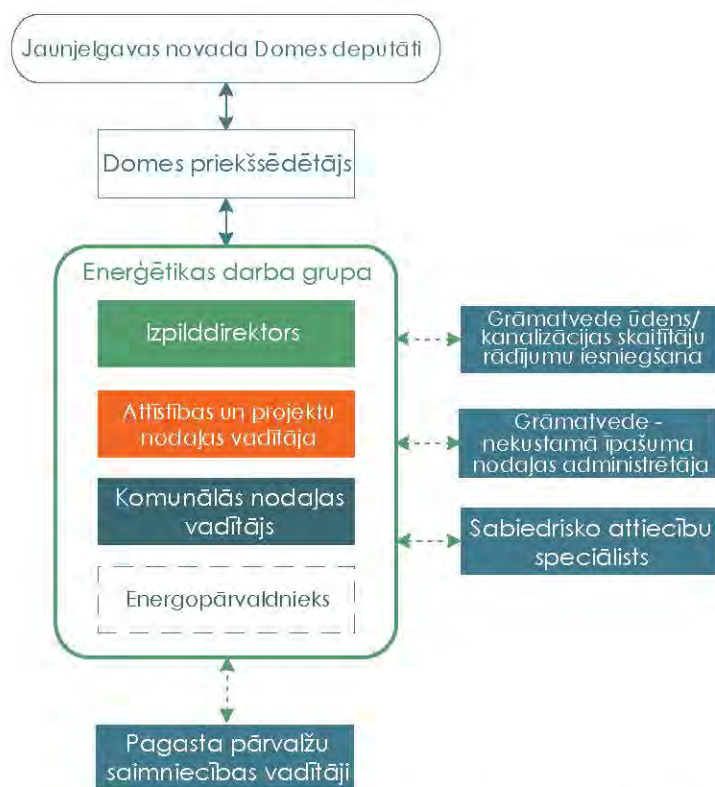 Jaunjelgavas novada Domes deputāti
Domes priekšsēdētājs
Enerģētikas darba grupa
Izpilddirektors
Attīstības un projektu
nodaļas vadītāja
Komunālās nodaļas
vadītājs
Energopārvaldnieks
Grāmatvede ūdens/
kanalizācijas skaitītāju
rādījumu iesniegšana
Grāmatvede -
nekustamā īpašuma
nodaļas administrētāja
Sabiedrisko attiecību
speciālists
Pagasta pārvalžu
saimniecības vadītāji